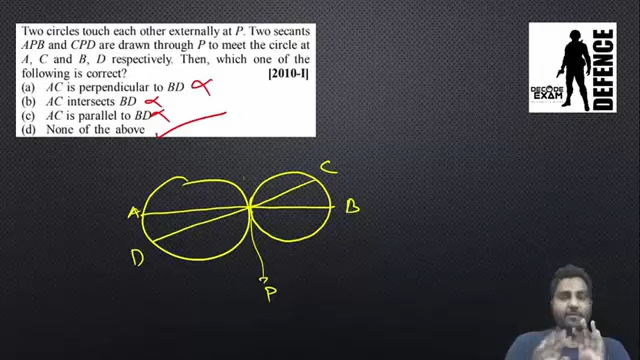 Two circles touch each other externally at P. Two secants
APB and CPD are drawn through P to meet the circle at
A, C and B, D respectively. Then, which one of the
following is correct? [2010-I]
(a) AC is perpendicular to BD
(b) AC intersects BD
(c) AC is parallel to BD
(d) None of the above
DECODE
EXAM
DEFENCE
C
A
B
D
P